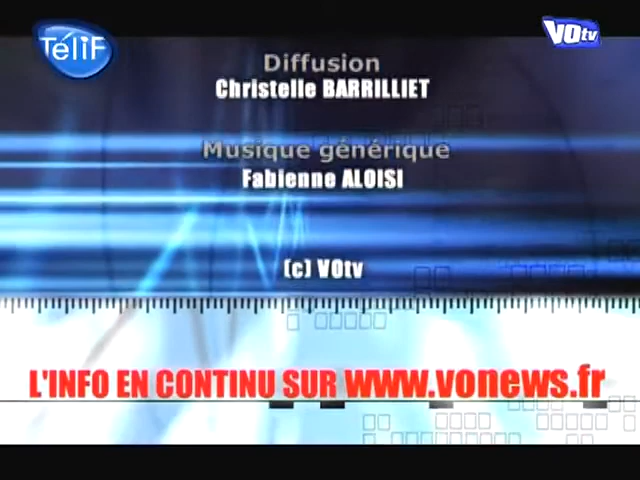 TéliF
VOtv
Diffusion
Christelle BARRILLIET
Musique générique
Fabienne ALOISI
(c) VOtv
L'INFO EN CONTINU SUR www.vonews.fr